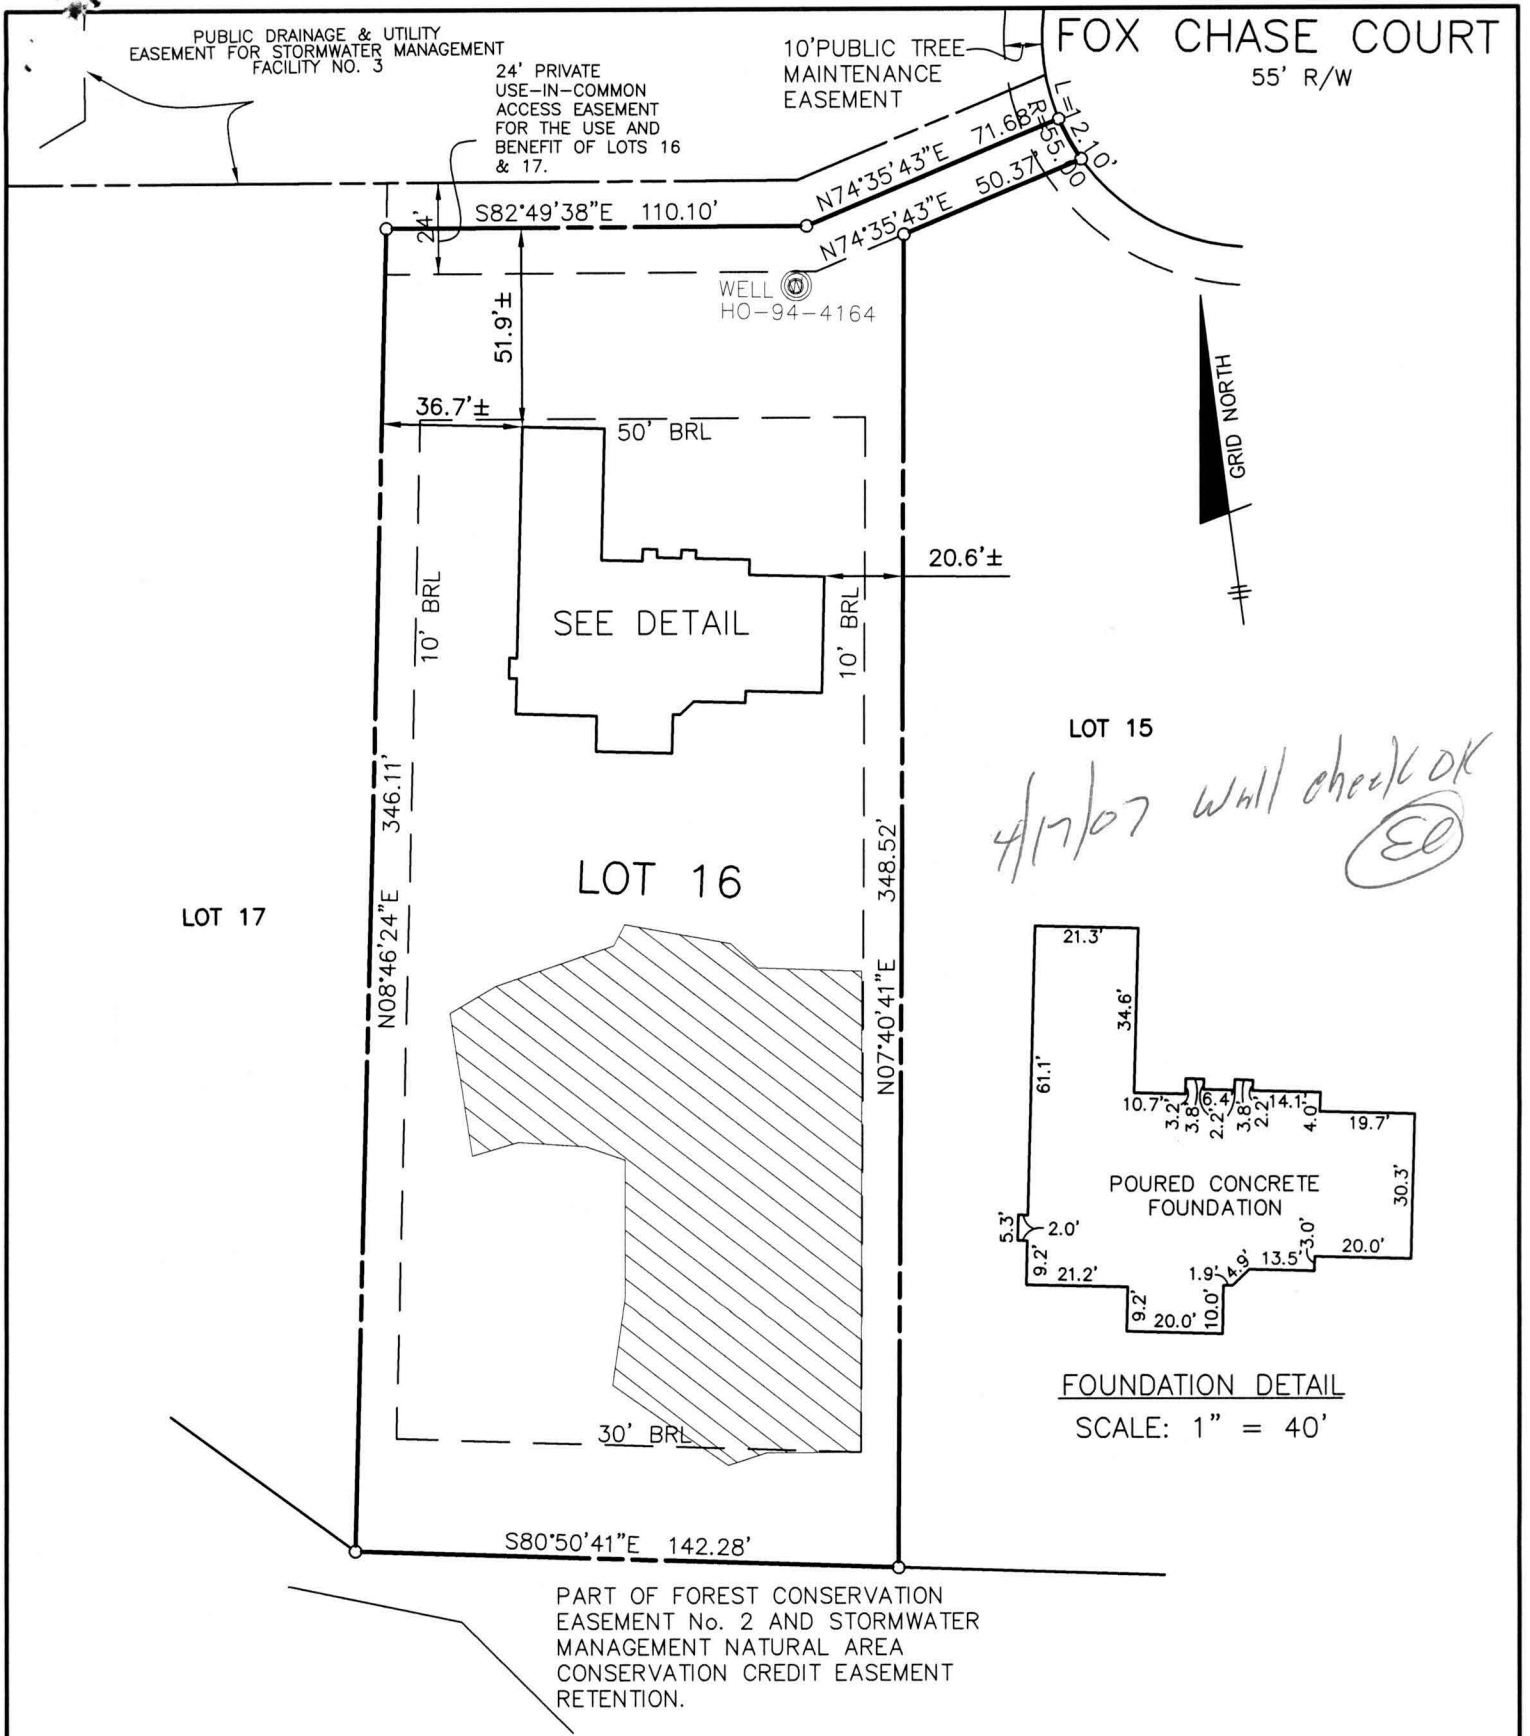 PUBLIC DRAINAGE & UTILITY
EASEMENT FOR STORMWATER MANAGEMENT
FACILITY NO. 3
24' PRIVATE
USE-IN-COMMON
ACCESS EASEMENT
FOR THE USE AND
BENEFIT OF LOTS 16
& 17.
10'PUBLIC TREE
MAINTENANCE
EASEMENT
FOX CHASE COURT
55' R/W
L=12.10'
R=55.00
N74°35'43"E 71.68'
N74°35'43"E 50.37'
S82°49'38"E 110.10'
24'
WELL
HO-94-4164
51.9'±
36.7'±
50' BRL
GRID NORTH
20.6'±
10' BRL
SEE DETAIL
10' BRL
LOT 15
4/17/07 Wall check OK
N08°46'24"E 346.11'
LOT 16
N07°40'41"E 348.52'
LOT 17
21.3'
34.6'
61.1'
10.7'
3.2'
3.8'
6.4'
2.2'
3.8'
2.2'
14.1'
4.0'
19.7'
POURED CONCRETE
FOUNDATION
30.3'
5.3'
2.0'
9.2'
21.2'
9.2'
20.0'
10.0'
1.9'
4.9'
13.5'
3.0'
20.0'
FOUNDATION DETAIL
SCALE: 1" = 40'
30' BRL
S80°50'41"E 142.28'
PART OF FOREST CONSERVATION
EASEMENT No. 2 AND STORMWATER
MANAGEMENT NATURAL AREA
CONSERVATION CREDIT EASEMENT
RETENTION.